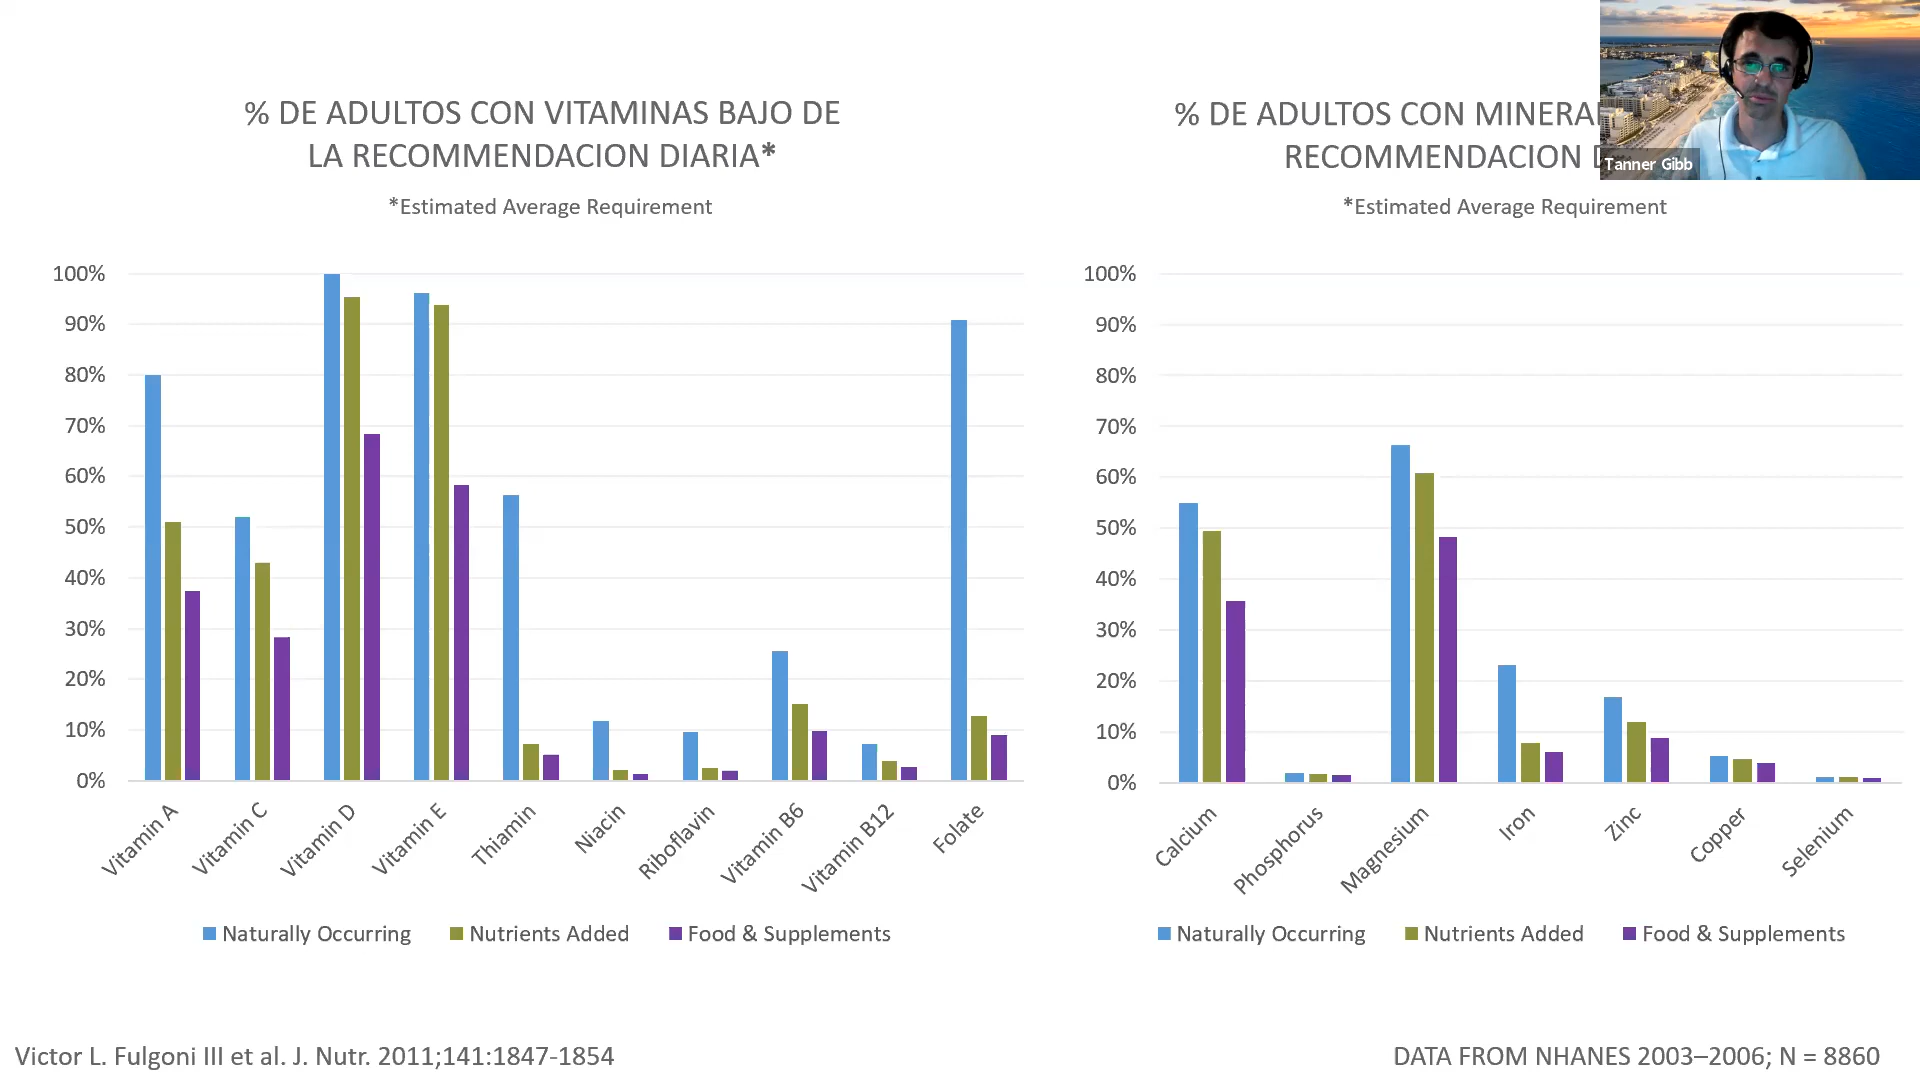 % DE ADULTOS CON VITAMINAS BAJO DE
LA RECOMMENDACION DIARIA*
*Estimated Average Requirement
100%
90%
80%
70%
60%
50%
40%
30%
20%
10%
0%
Vitamin A
Vitamin C
Vitamin D
Vitamin E
Thiamin
Niacin
Riboflavin
Vitamin B6
Vitamin B12
Folate
Naturally Occurring Nutrients Added Food & Supplements
% DE ADULTOS CON
RECOMMENDACION
*Estimated Average Requirement
Tanner Gibb
100%
90%
80%
70%
60%
50%
40%
30%
20%
10%
0%
Calcium
Phosphorus
Magnesium
Iron
Zinc
Copper
Selenium
Naturally Occurring Nutrients Added Food & Supplements
Victor L. Fulgoni III et al. J. Nutr. 2011;141:1847-1854
DATA FROM NHANES 2003–2006; N = 8860